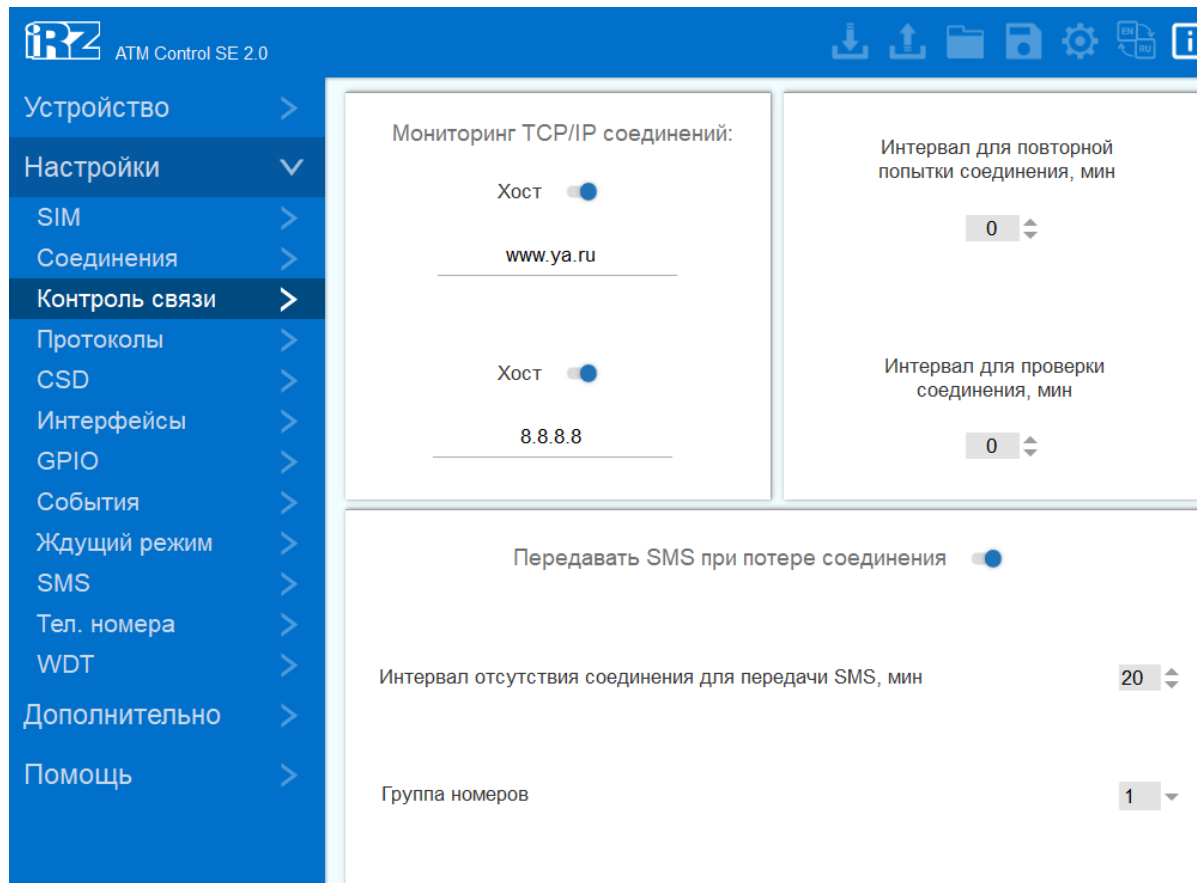 iRZ ATM Control SE 2.0
EN
RU
i
Устройство
Настройки
SIM
Соединения
Контроль связи
Протоколы
CSD
Интерфейсы
GPIO
События
Ждущий режим
SMS
Тел. номера
WDT
Дополнительно
Помощь
Мониторинг TCP/IP соединений:
Хост
www.ya.ru
Хост
8.8.8.8
Интервал для повторной
попытки соединения, мин
0
Интервал для проверки
соединения, мин
0
Передавать SMS при потере соединения
Интервал отсутствия соединения для передачи SMS, мин 20
Группа номеров 1